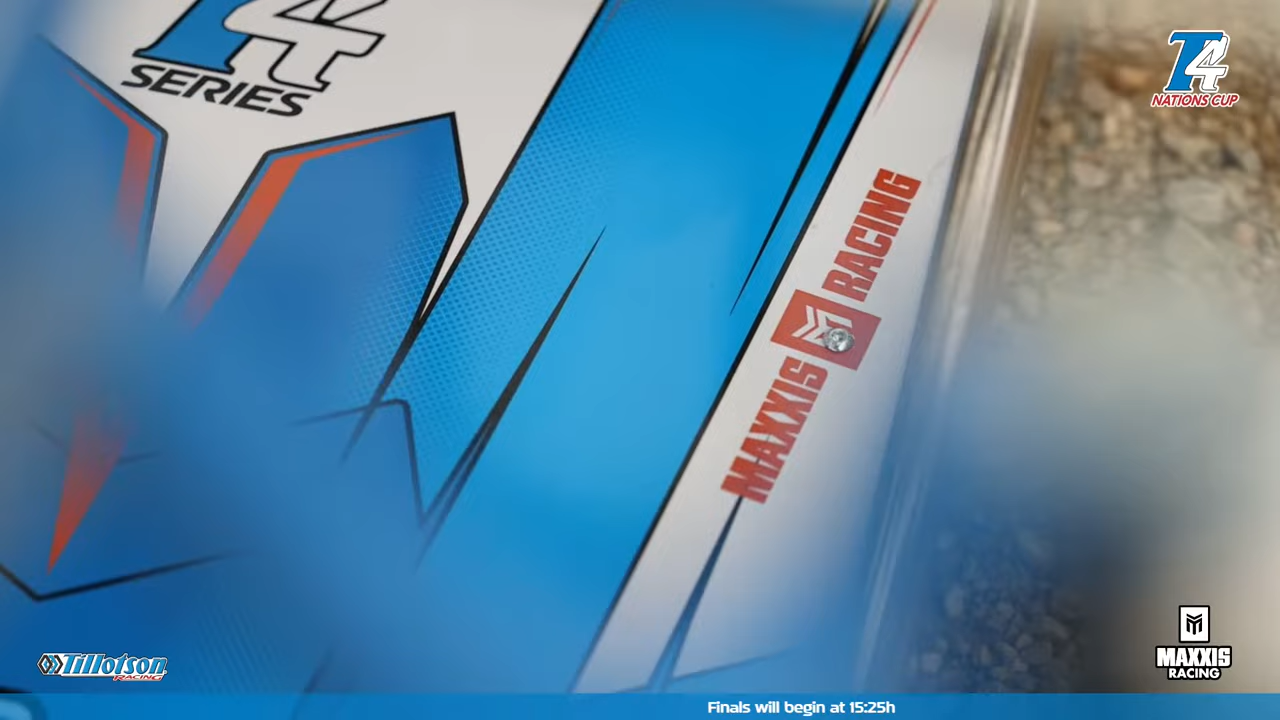 T4
SERIES
T4
NATIONS CUP
MAXXIS RACING
Tillotson
RACING
MAXXIS
RACING
Finals will begin at 15:25h